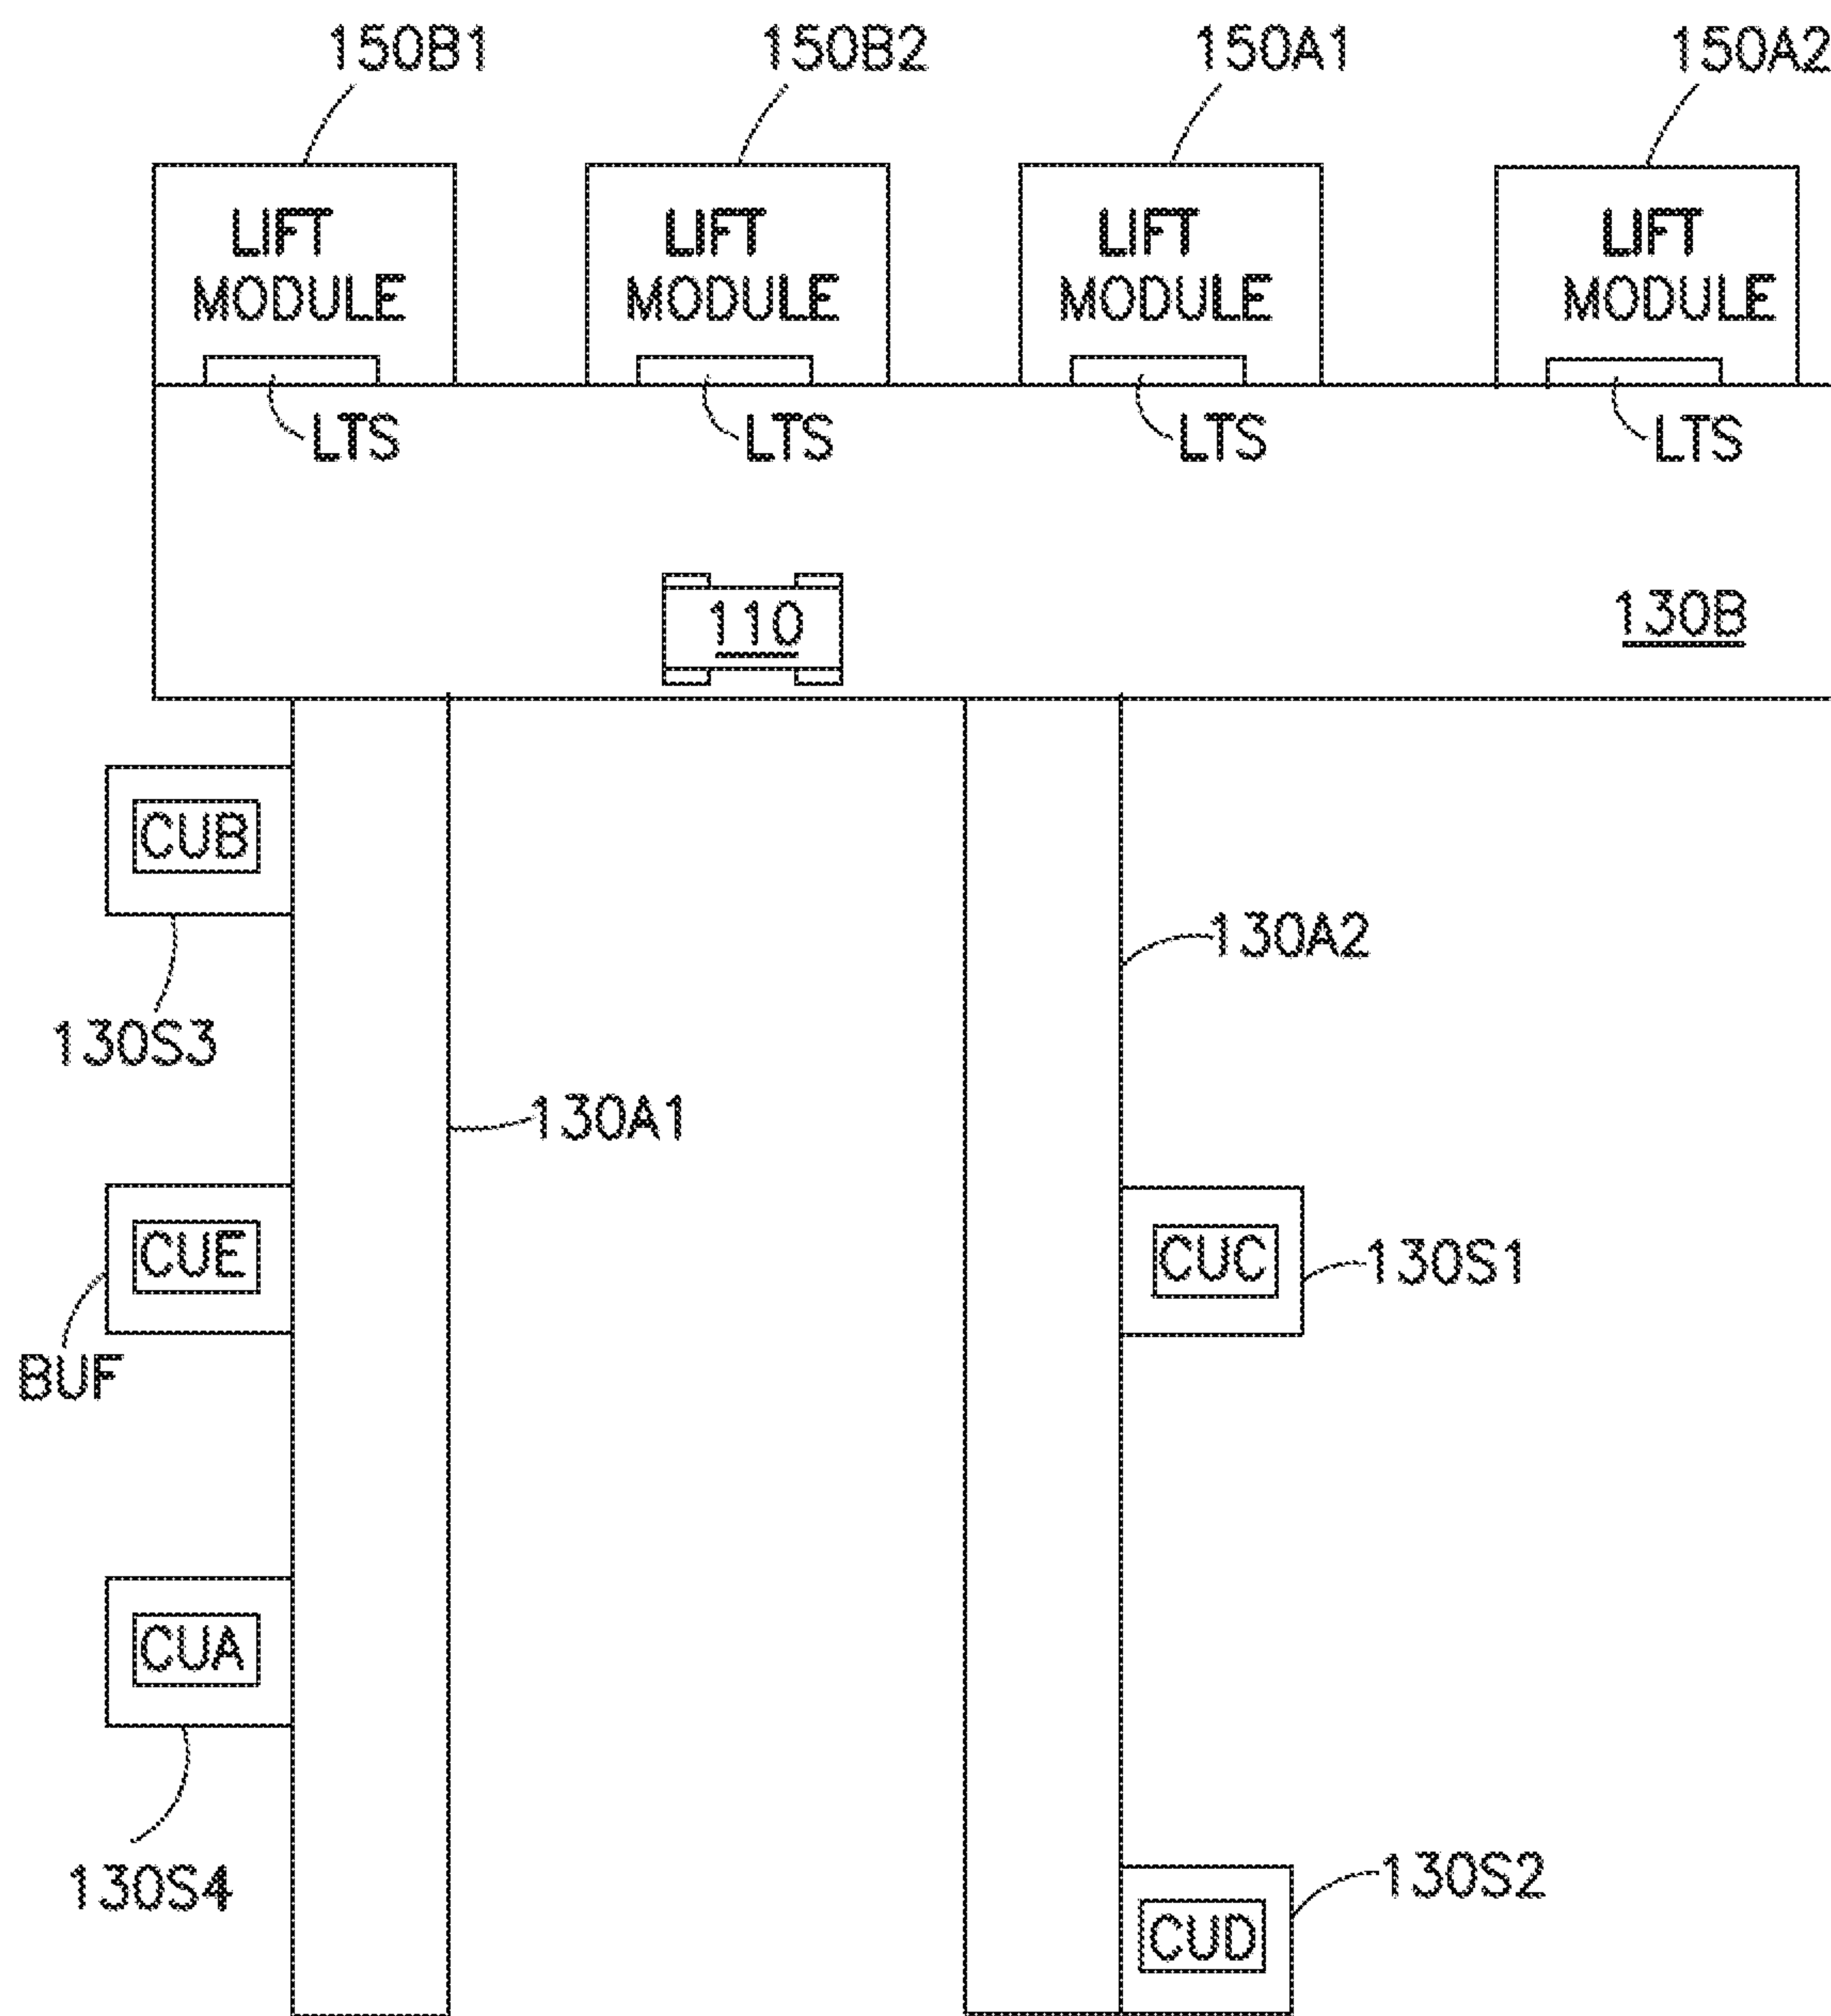 150B1 150B2 150A1 150A2
LIFT MODULE
LIFT MODULE
LIFT MODULE
LIFT MODULE
LTS LTS LTS LTS
110
130B
CUB
130A2
130S3
130A1
CUE
CUC
130S1
BUF
CUA
130S4
130S2
CUD